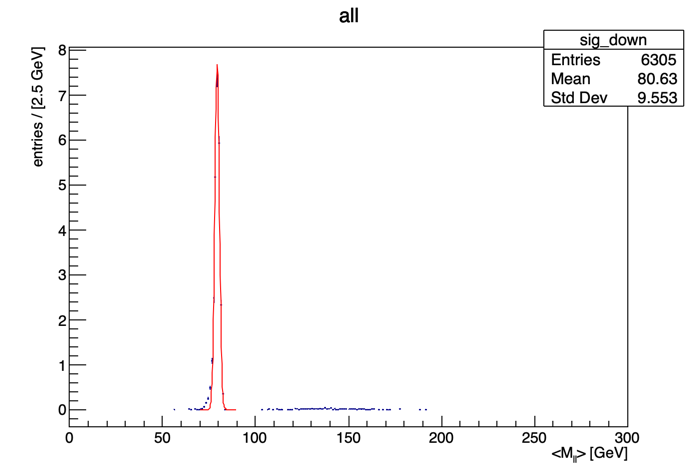 all
sig_down
Entries 6305
Mean 80.63
Std Dev 9.553
entries / [2.5 GeV]
8
7
6
5
4
3
2
1
0
0 50 100 150 200 250 300
<M_ll> [GeV]